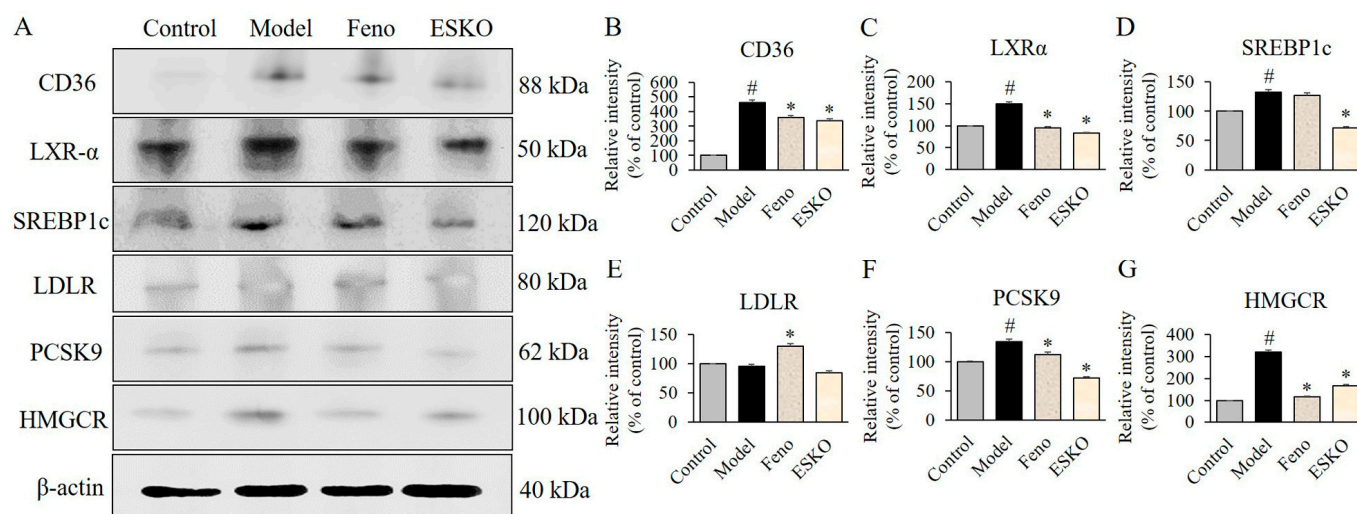 A
Control Model Feno ESKO
CD36 88 kDa
LXR-α 50 kDa
SREBP1c 120 kDa
LDLR 80 kDa
PCSK9 62 kDa
HMGCR 100 kDa
β-actin 40 kDa
B
CD36
Relative intensity
(% of control)
600
500
400
300
200
100
#
*
*
Control
Model
Feno
ESKO
C
LXRα
Relative intensity
(% of control)
200
150
100
50
0
#
*
*
Control
Model
Feno
ESKO
D
SREBP1c
Relative intensity
(% of control)
150
100
50
0
#
*
Control
Model
Feno
ESKO
E
LDLR
Relative intensity
(% of control)
150
100
50
0
*
Control
Model
Feno
ESKO
F
PCSK9
Relative intensity
(% of control)
150
100
50
0
#
*
*
Control
Model
Feno
ESKO
G
HMGCR
Relative intensity
(% of control)
400
300
200
100
0
#
*
*
Control
Model
Feno
ESKO